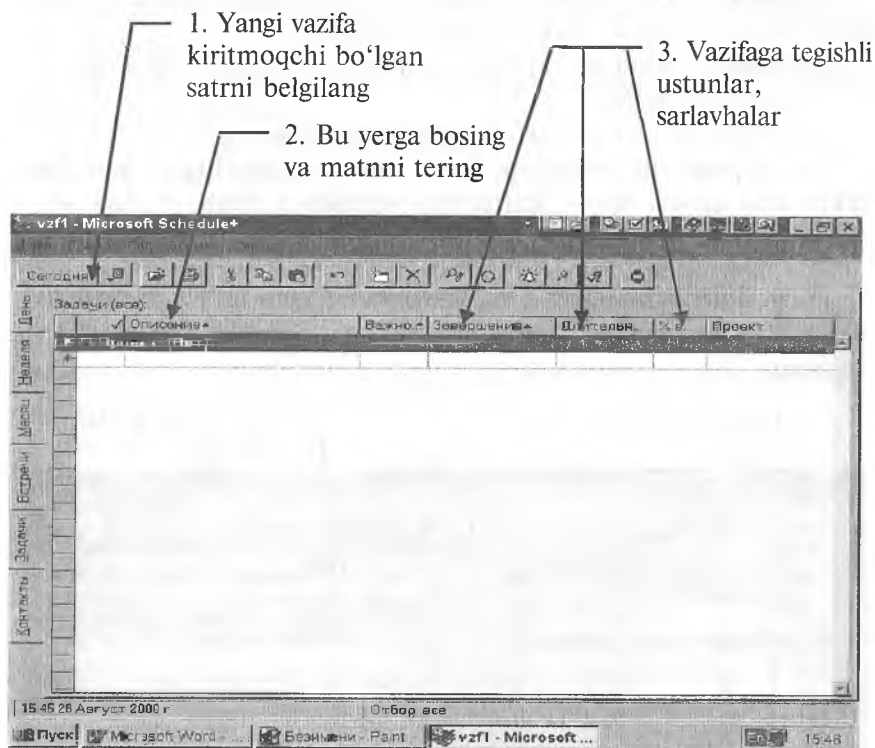 1. Yangi vazifa
kiritmoqchi bo‘lgan
satrni belgilang
2. Bu yerga bosing
va matnni tering
3. Vazifaga tegishli
ustunlar,
sarlavhalar
vzf1 - Microsoft Schedule+
Сегодня
Задачи (все):
Описание Важно Завершение Длительн.. Проект
День
Неделя
Месяц
Встречи
Задачи
Контакты
15:45 28 Август 2000 г Отбор все
Пуск Microsoft Word - ... Безымени - Paint vzf1 - Microsoft ... 15:46